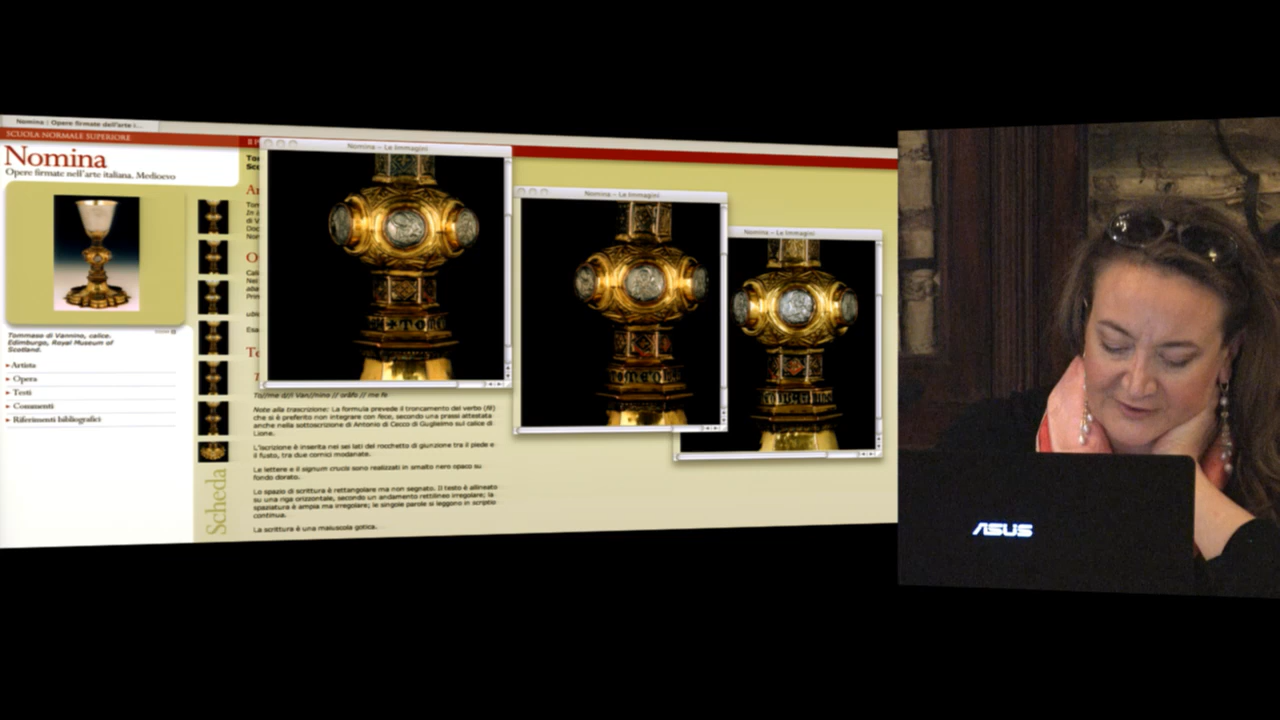 Nomina : Opere firmate dell'arte i...
SCUOLA NORMALE SUPERIORE
Nomina
Opere firmate nell'arte italiana. Medioevo
Tommaso di Vannino, calice.
Edimburgo, Royal Museum of
Scotland.
Artista
Opera
Testi
Commenti
Riferimenti bibliografici
Scheda
Nomina – Le Immagini
Nomina – Le Immagini
Nomina – Le Immagini
Note alla trascrizione: La formula prevede il troncamento del verbo (fe)
che si è preferito non integrare con fece, secondo una prassi attestata
anche nella sottoscrizione di Antonio di Cecco di Guglielmo sul calice di
Lione.
L'iscrizione è inserita nei sei lati del rocchetto di giunzione tra il piede e
il fusto, tra due cornici modanate.
Le lettere e il signum crucis sono realizzati in smalto nero opaco su
fondo dorato.
Lo spazio di scrittura è rettangolare ma non segnato. Il testo è allineato
su una riga orizzontale, secondo un andamento rettilineo irregolare; la
spaziatura è ampia ma irregolare; le singole parole si leggono in scriptio
continua.
La scrittura è una maiuscola gotica.
ASUS